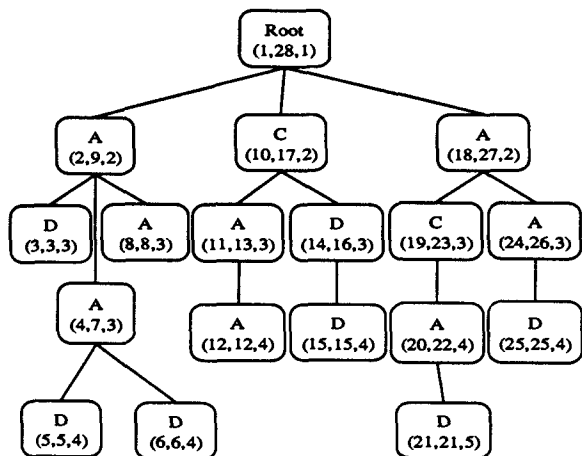 Root
(1,28,1)
A
(2,9,2)
C
(10,17,2)
A
(18,27,2)
D
(3,3,3)
A
(8,8,3)
A
(11,13,3)
D
(14,16,3)
C
(19,23,3)
A
(24,26,3)
A
(4,7,3)
A
(12,12,4)
D
(15,15,4)
A
(20,22,4)
D
(25,25,4)
D
(5,5,4)
D
(6,6,4)
D
(21,21,5)